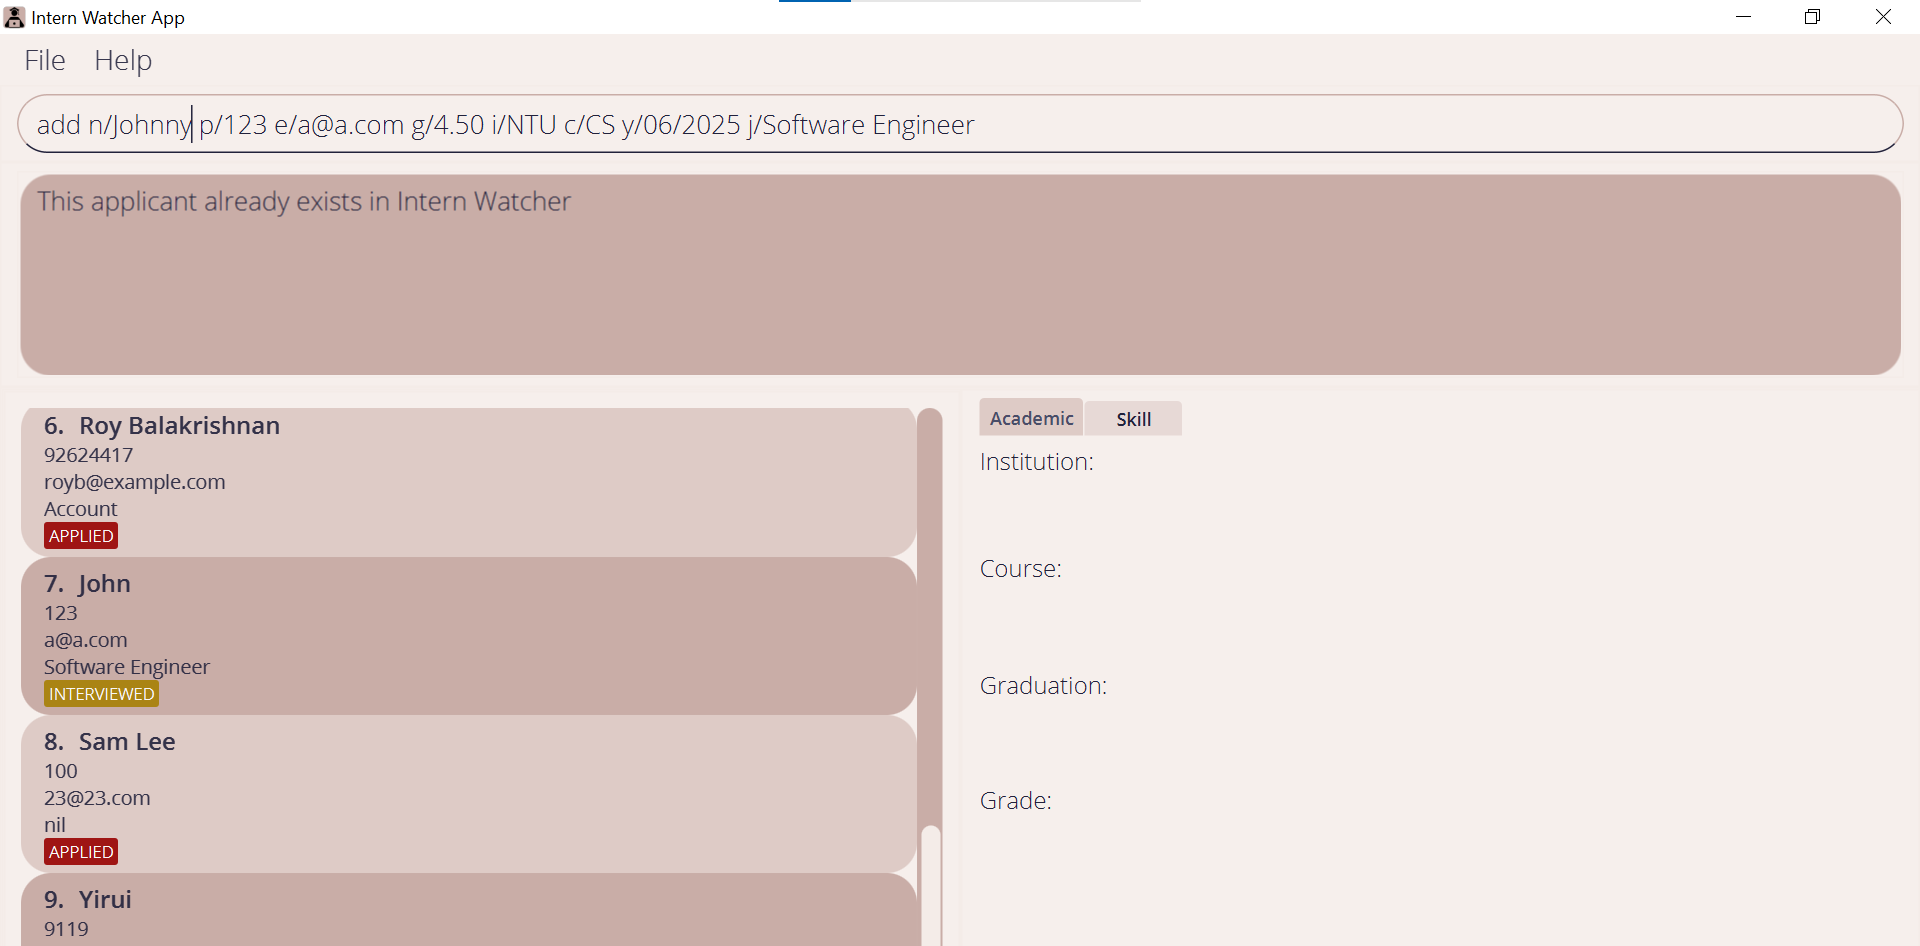 Intern Watcher App
File Help
add n/Johnny p/123 e/a@a.com g/4.50 i/NTU c/CS y/06/2025 j/Software Engineer
This applicant already exists in Intern Watcher
6. Roy Balakrishnan
92624417
royb@example.com
Account
APPLIED
7. John
123
a@a.com
Software Engineer
INTERVIEWED
8. Sam Lee
100
23@23.com
nil
APPLIED
9. Yirui
9119
Academic Skill
Institution:
Course:
Graduation:
Grade: